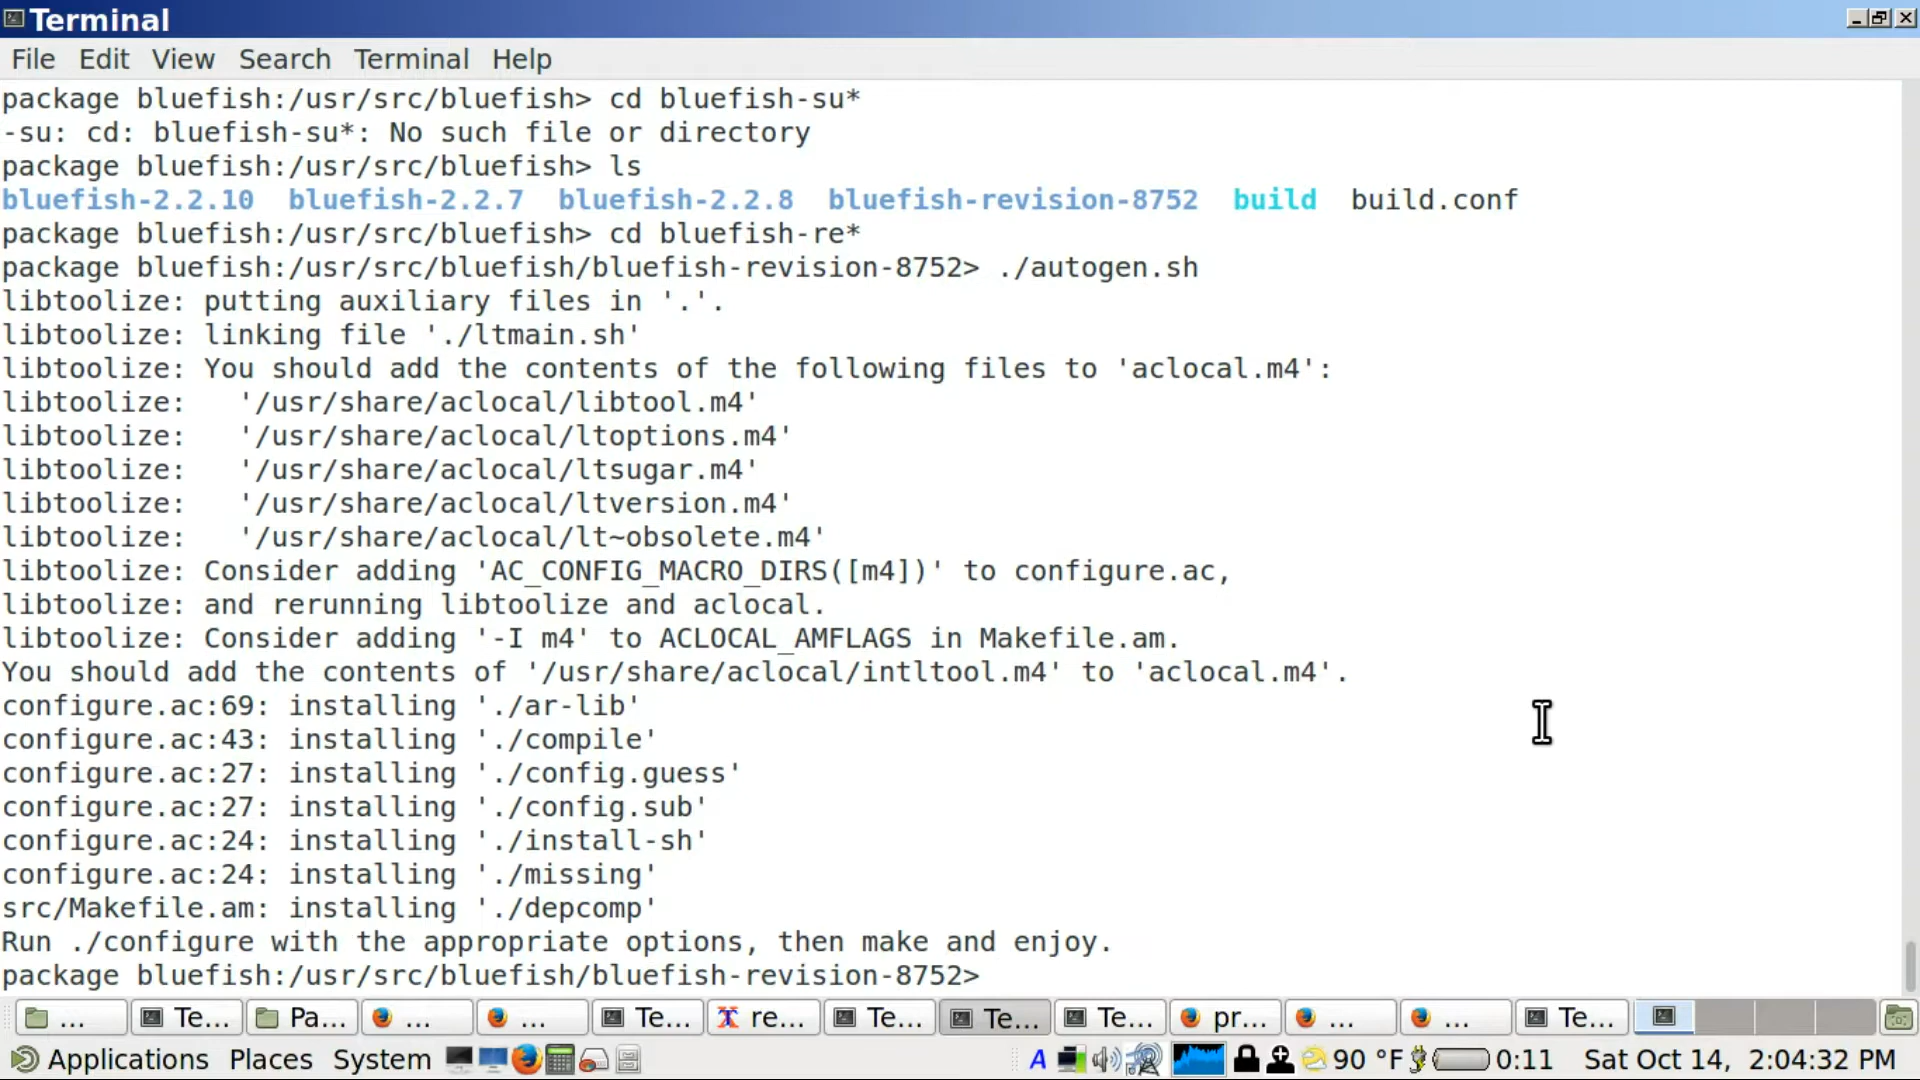 Terminal
File Edit View Search Terminal Help
package bluefish:/usr/src/bluefish> cd bluefish-su*
-su: cd: bluefish-su*: No such file or directory
package bluefish:/usr/src/bluefish> ls
bluefish-2.2.10  bluefish-2.2.7  bluefish-2.2.8  bluefish-revision-8752  build  build.conf
package bluefish:/usr/src/bluefish> cd bluefish-re*
package bluefish:/usr/src/bluefish/bluefish-revision-8752> ./autogen.sh
libtoolize: putting auxiliary files in '.'.
libtoolize: linking file './ltmain.sh'
libtoolize: You should add the contents of the following files to 'aclocal.m4':
libtoolize:   '/usr/share/aclocal/libtool.m4'
libtoolize:   '/usr/share/aclocal/ltoptions.m4'
libtoolize:   '/usr/share/aclocal/ltsugar.m4'
libtoolize:   '/usr/share/aclocal/ltversion.m4'
libtoolize:   '/usr/share/aclocal/lt~obsolete.m4'
libtoolize: Consider adding 'AC_CONFIG_MACRO_DIRS([m4])' to configure.ac,
libtoolize: and rerunning libtoolize and aclocal.
libtoolize: Consider adding '-I m4' to ACLOCAL_AMFLAGS in Makefile.am.
You should add the contents of '/usr/share/aclocal/intltool.m4' to 'aclocal.m4'.
configure.ac:69: installing './ar-lib'
configure.ac:43: installing './compile'
configure.ac:27: installing './config.guess'
configure.ac:27: installing './config.sub'
configure.ac:24: installing './install-sh'
configure.ac:24: installing './missing'
src/Makefile.am: installing './depcomp'
Run ./configure with the appropriate options, then make and enjoy.
package bluefish:/usr/src/bluefish/bluefish-revision-8752>
... Te... Pa... ... ... Te... re... Te... Te... Te... pr... ... ... Te...
Applications Places System A 90 °F 0:11 Sat Oct 14, 2:04:32 PM